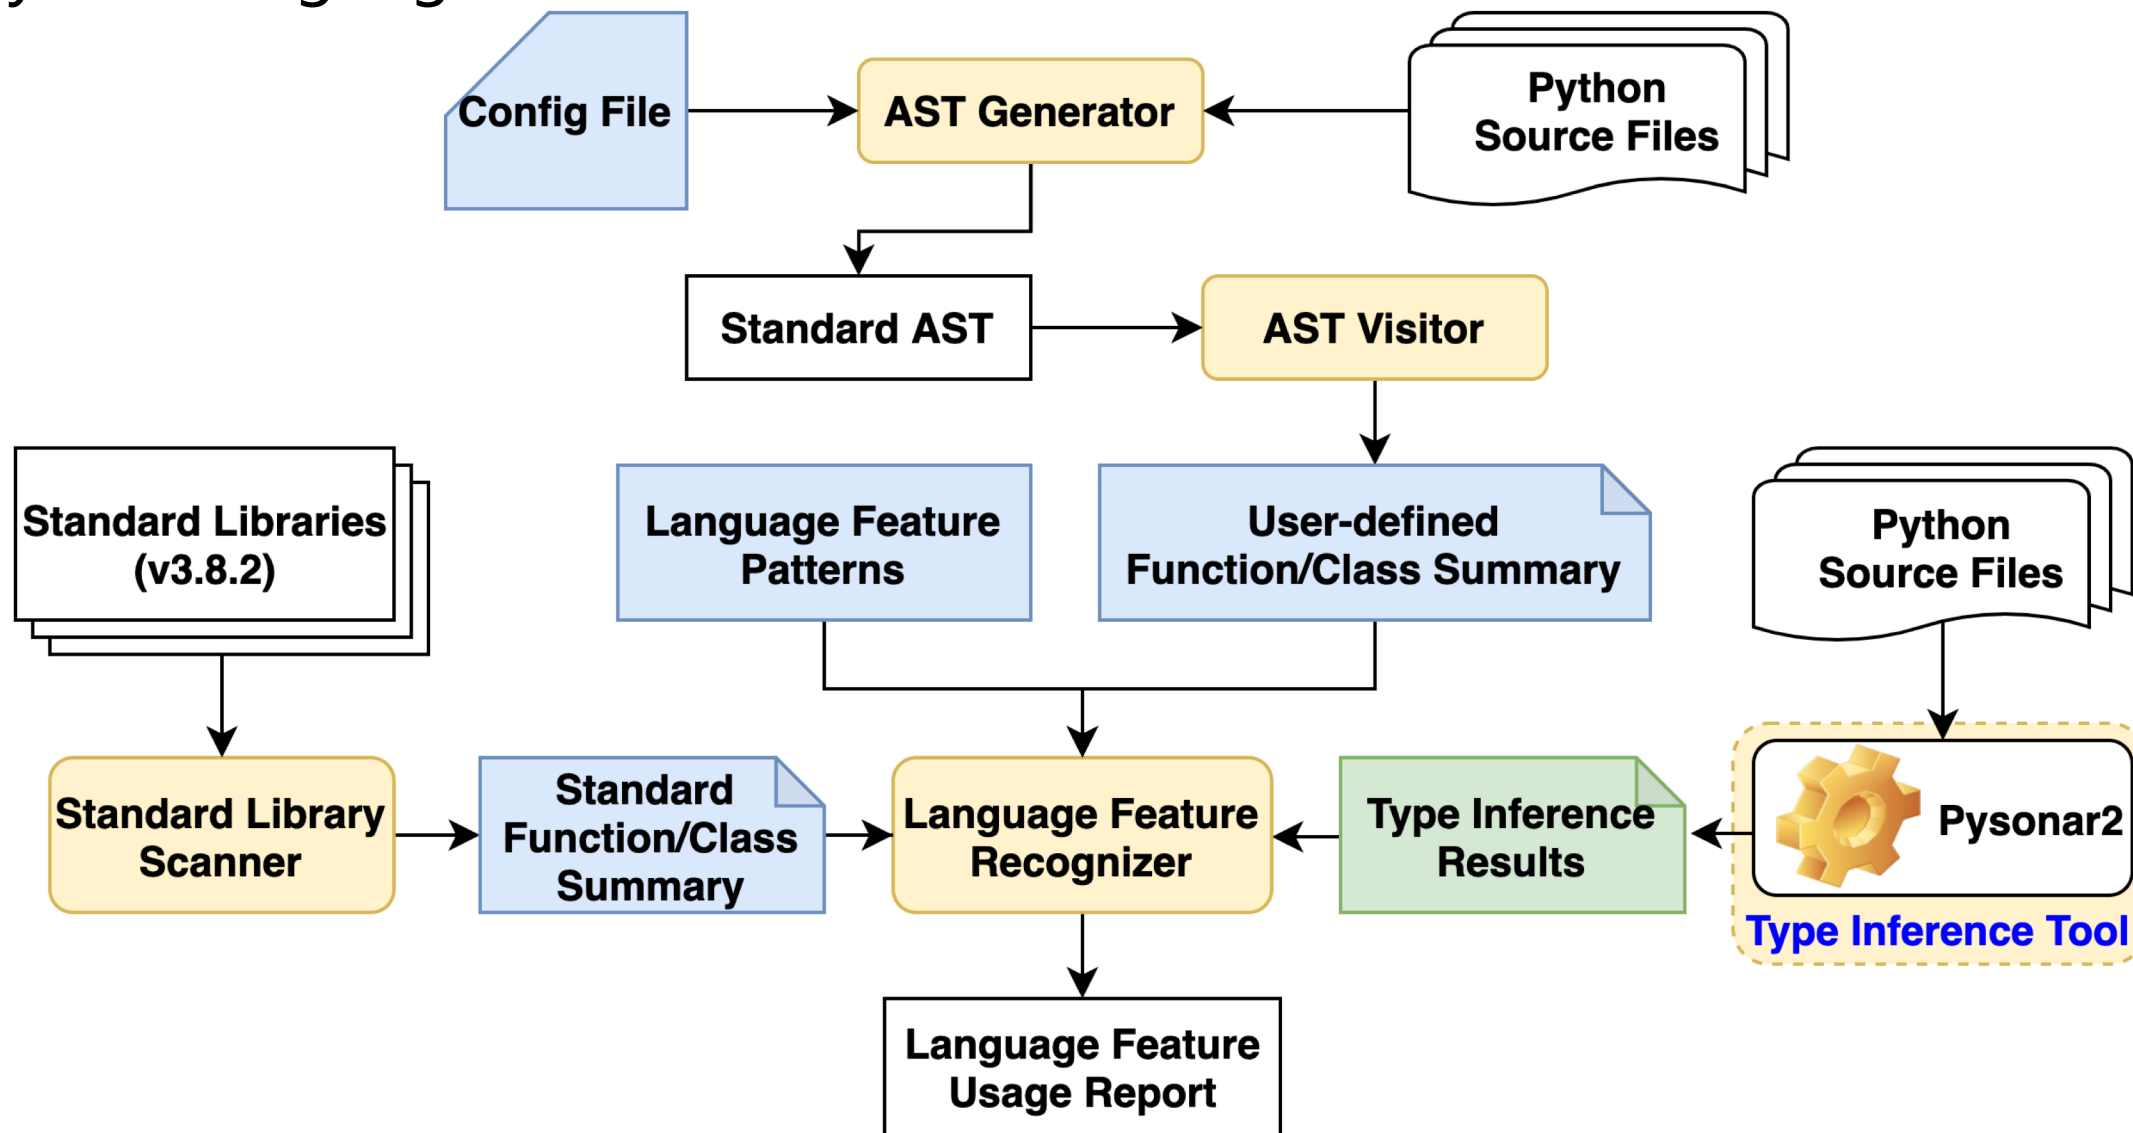 Config File
AST Generator
Python
Source Files
Standard AST
AST Visitor
Standard Libraries
(v3.8.2)
Language Feature
Patterns
User-defined
Function/Class Summary
Python
Source Files
Standard Library
Scanner
Standard
Function/Class
Summary
Language Feature
Recognizer
Type Inference
Results
Pysonar2
Type Inference Tool
Language Feature
Usage Report